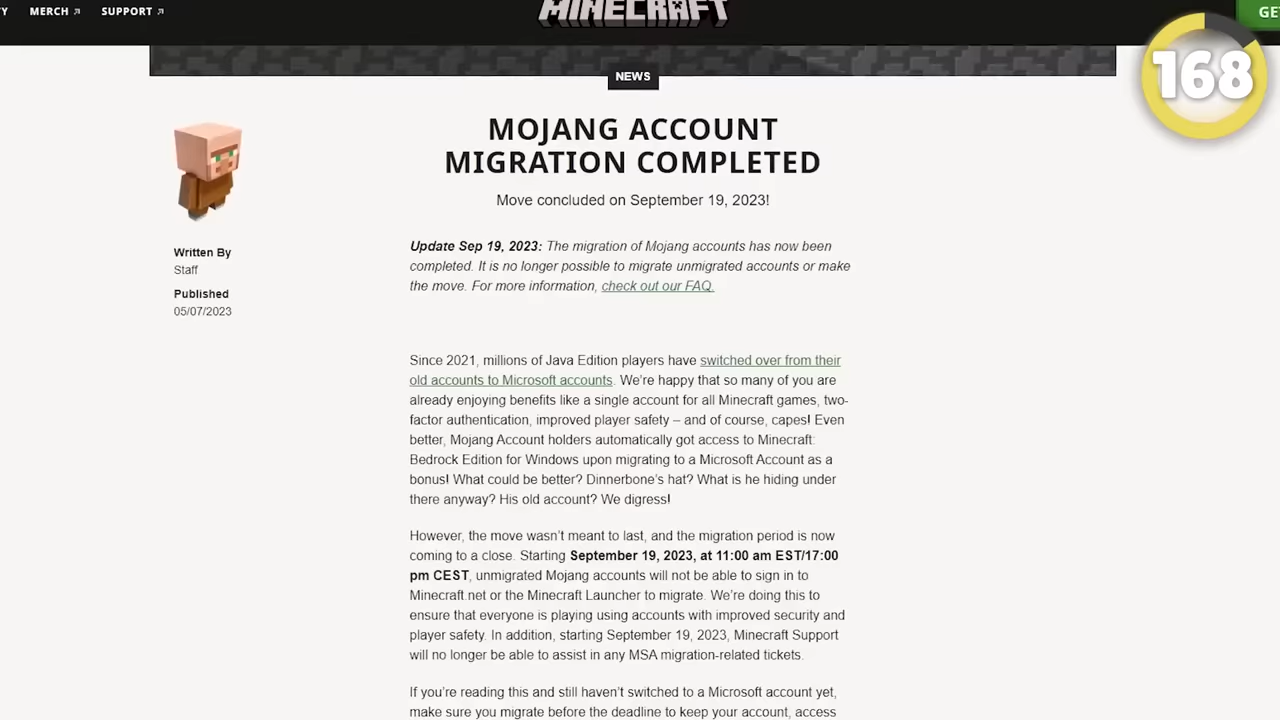 MERCH
SUPPORT
MINECRAFT
GE
168
NEWS
MOJANG ACCOUNT
MIGRATION COMPLETED
Move concluded on September 19, 2023!
Written By
Staff
Published
05/07/2023
Update Sep 19, 2023: The migration of Mojang accounts has now been
completed. It is no longer possible to migrate unmigrated accounts or make
the move. For more information, check out our FAQ.
Since 2021, millions of Java Edition players have switched over from their
old accounts to Microsoft accounts. We're happy that so many of you are
already enjoying benefits like a single account for all Minecraft games, two-
factor authentication, improved player safety – and of course, capes! Even
better, Mojang Account holders automatically got access to Minecraft:
Bedrock Edition for Windows upon migrating to a Microsoft Account as a
bonus! What could be better? Dinnerbone's hat? What is he hiding under
there anyway? His old account? We digress!
However, the move wasn't meant to last, and the migration period is now
coming to a close. Starting September 19, 2023, at 11:00 am EST/17:00
pm CEST, unmigrated Mojang accounts will not be able to sign in to
Minecraft.net or the Minecraft Launcher to migrate. We're doing this to
ensure that everyone is playing using accounts with improved security and
player safety. In addition, starting September 19, 2023, Minecraft Support
will no longer be able to assist in any MSA migration-related tickets.
If you're reading this and still haven't switched to a Microsoft account yet,
make sure you migrate before the deadline to keep your account, access